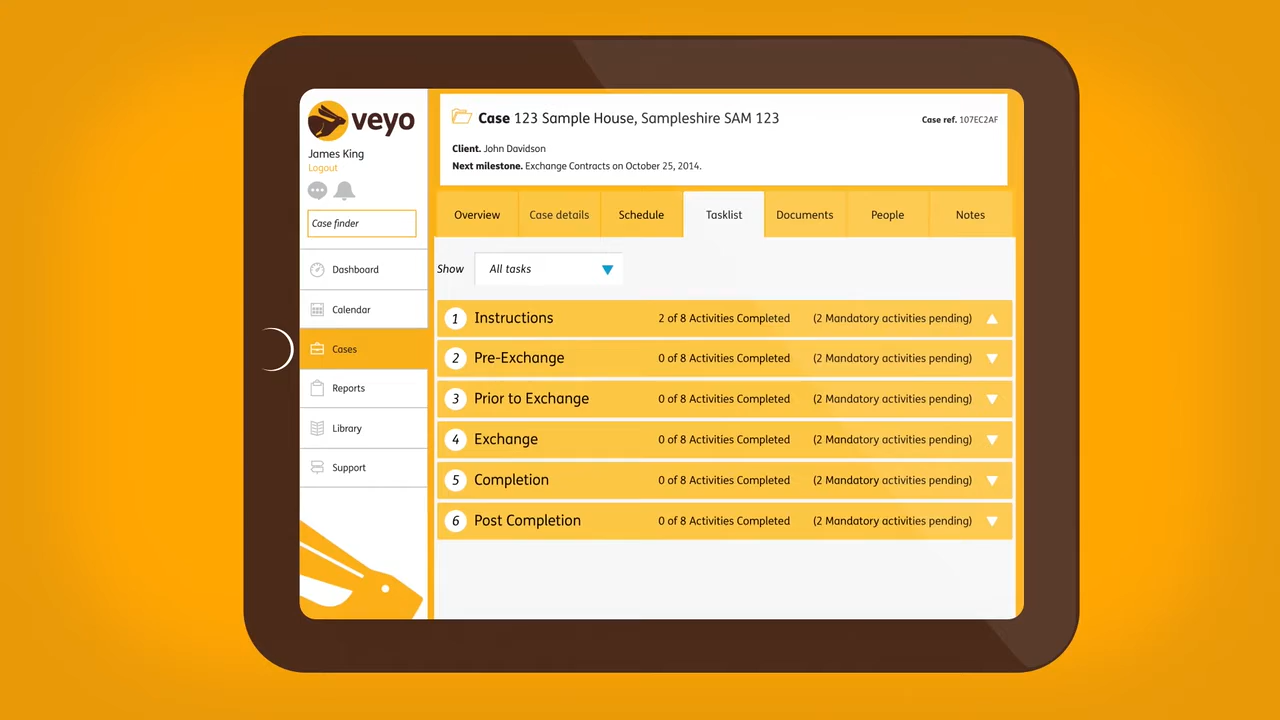 veyo
James King
Logout
Case finder
Dashboard
Calendar
Cases
Reports
Library
Support
Case 123 Sample House, Sampleshire SAM 123
Case ref. 107EC2AF
Client. John Davidson
Next milestone. Exchange Contracts on October 25, 2014.
Overview Case details Schedule Tasklist Documents People Notes
Show All tasks
1 Instructions 2 of 8 Activities Completed (2 Mandatory activities pending)
2 Pre-Exchange 0 of 8 Activities Completed (2 Mandatory activities pending)
3 Prior to Exchange 0 of 8 Activities Completed (2 Mandatory activities pending)
4 Exchange 0 of 8 Activities Completed (2 Mandatory activities pending)
5 Completion 0 of 8 Activities Completed (2 Mandatory activities pending)
6 Post Completion 0 of 8 Activities Completed (2 Mandatory activities pending)